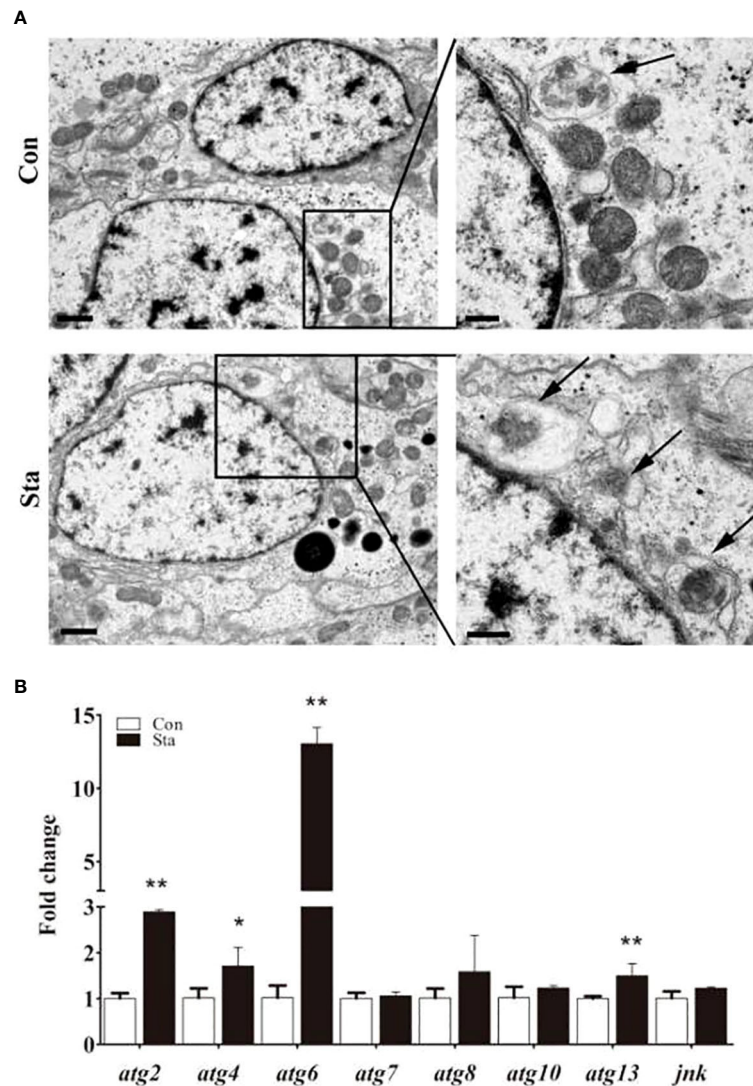 A
Con
Sta
B
**
15
Con
Sta
10
5
Fold change
**
*
**
3
2
1
0
atg2 atg4 atg6 atg7 atg8 atg10 atg13 jnk